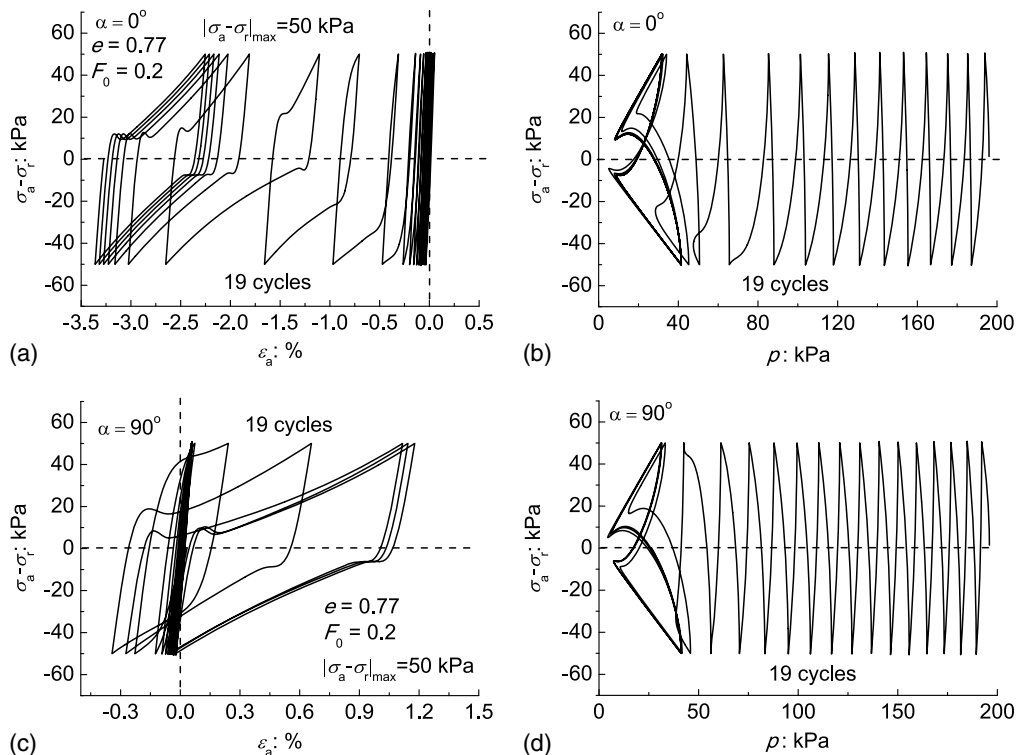 α = 0°
e = 0.77
F₀ = 0.2
|σₐ-σᵣ|ₘₐₓ=50 kPa
60
40
20
0
-20
-40
-60
σₐ-σᵣ: kPa
19 cycles
-3.5 -3.0 -2.5 -2.0 -1.5 -1.0 -0.5 0.0 0.5
(a)
εₐ: %
α = 0°
60
40
20
0
-20
-40
-60
σₐ-σᵣ: kPa
19 cycles
0 40 80 120 160 200
(b)
p: kPa
α = 90°
19 cycles
60
40
20
0
-20
-40
-60
σₐ-σᵣ: kPa
e = 0.77
F₀ = 0.2
|σₐ-σᵣ|ₘₐₓ=50 kPa
-0.3 0.0 0.3 0.6 0.9 1.2 1.5
(c)
εₐ: %
α = 90°
60
40
20
0
-20
-40
-60
σₐ-σᵣ: kPa
19 cycles
0 50 100 150 200
(d)
p: kPa